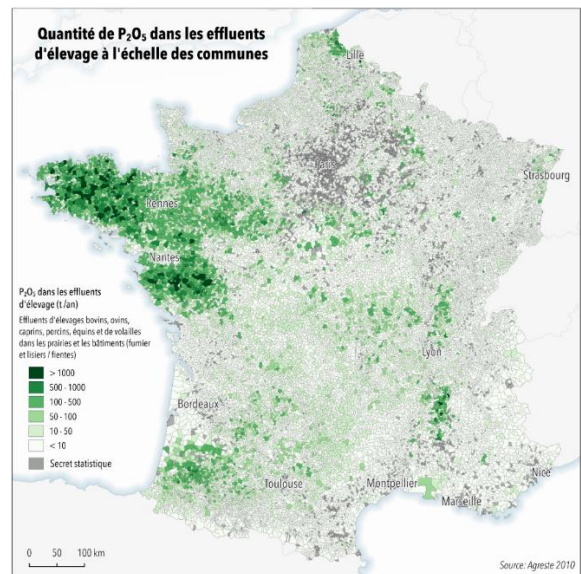 Quantité de P₂O₅ dans les effluents
d'élevage à l'échelle des communes
Lille
Paris
Strasbourg
Rennes
Nantes
P₂O₅ dans les effluents
d'élevage (t /an)
Effluents d'élevages bovins, ovins,
caprins, porcins, équins et de volailles
dans les prairies et les bâtiments (fumier
et lisiers / fientes)
> 1000
500 - 1000
100 - 500
50 - 100
10 - 50
< 10
Secret statistique
Lyon
Bordeaux
Toulouse
Montpellier
Nice
Marseille
0 50 100 km
Source: Agreste 2010